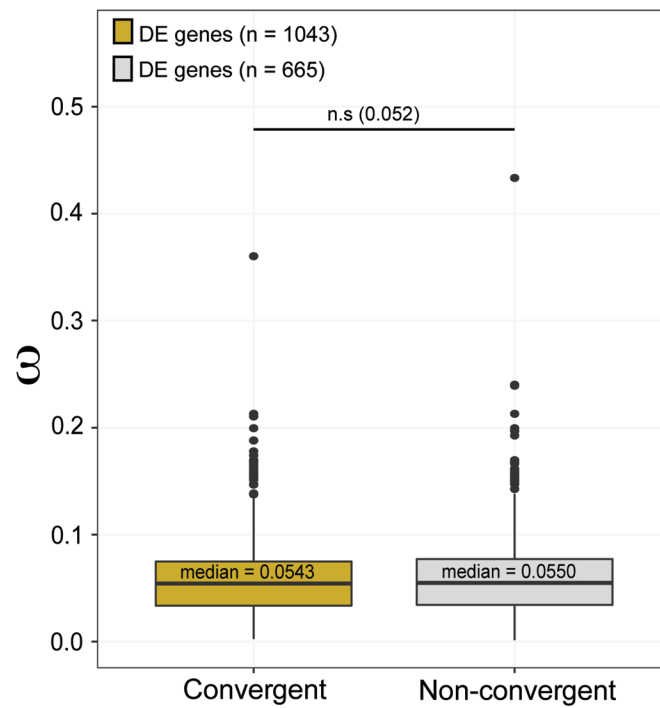 DE genes (n = 1043)
DE genes (n = 665)
0.5
n.s (0.052)
0.4
0.3
ω
0.2
0.1
median = 0.0543
median = 0.0550
0.0
Convergent
Non-convergent